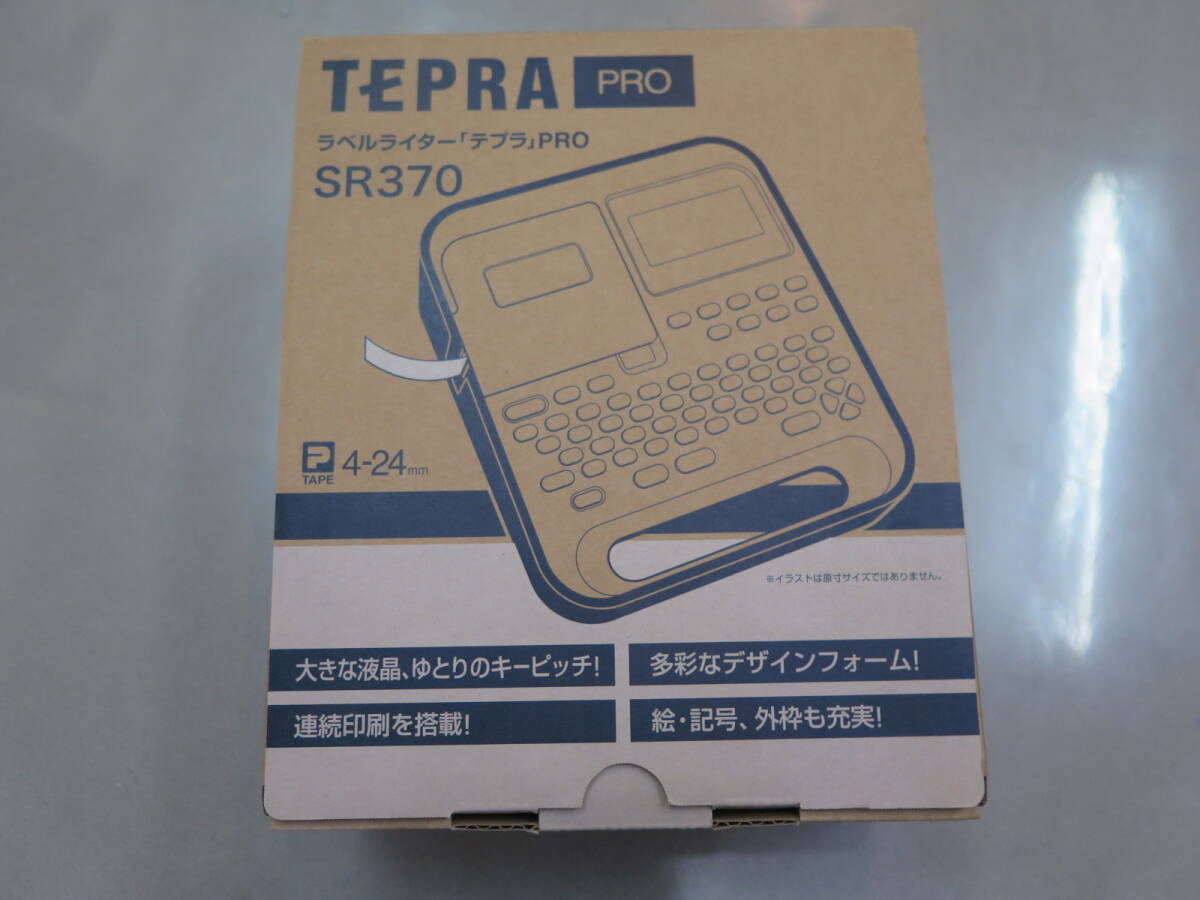 TEPRA PRO
ラベルライター「テプラ」PRO
SR370
TAPE 4-24mm
※イラストは原寸サイズではありません。
大きな液晶、ゆとりのキーピッチ!
多彩なデザインフォーム!
連続印刷を搭載!
絵・記号、外枠も充実!